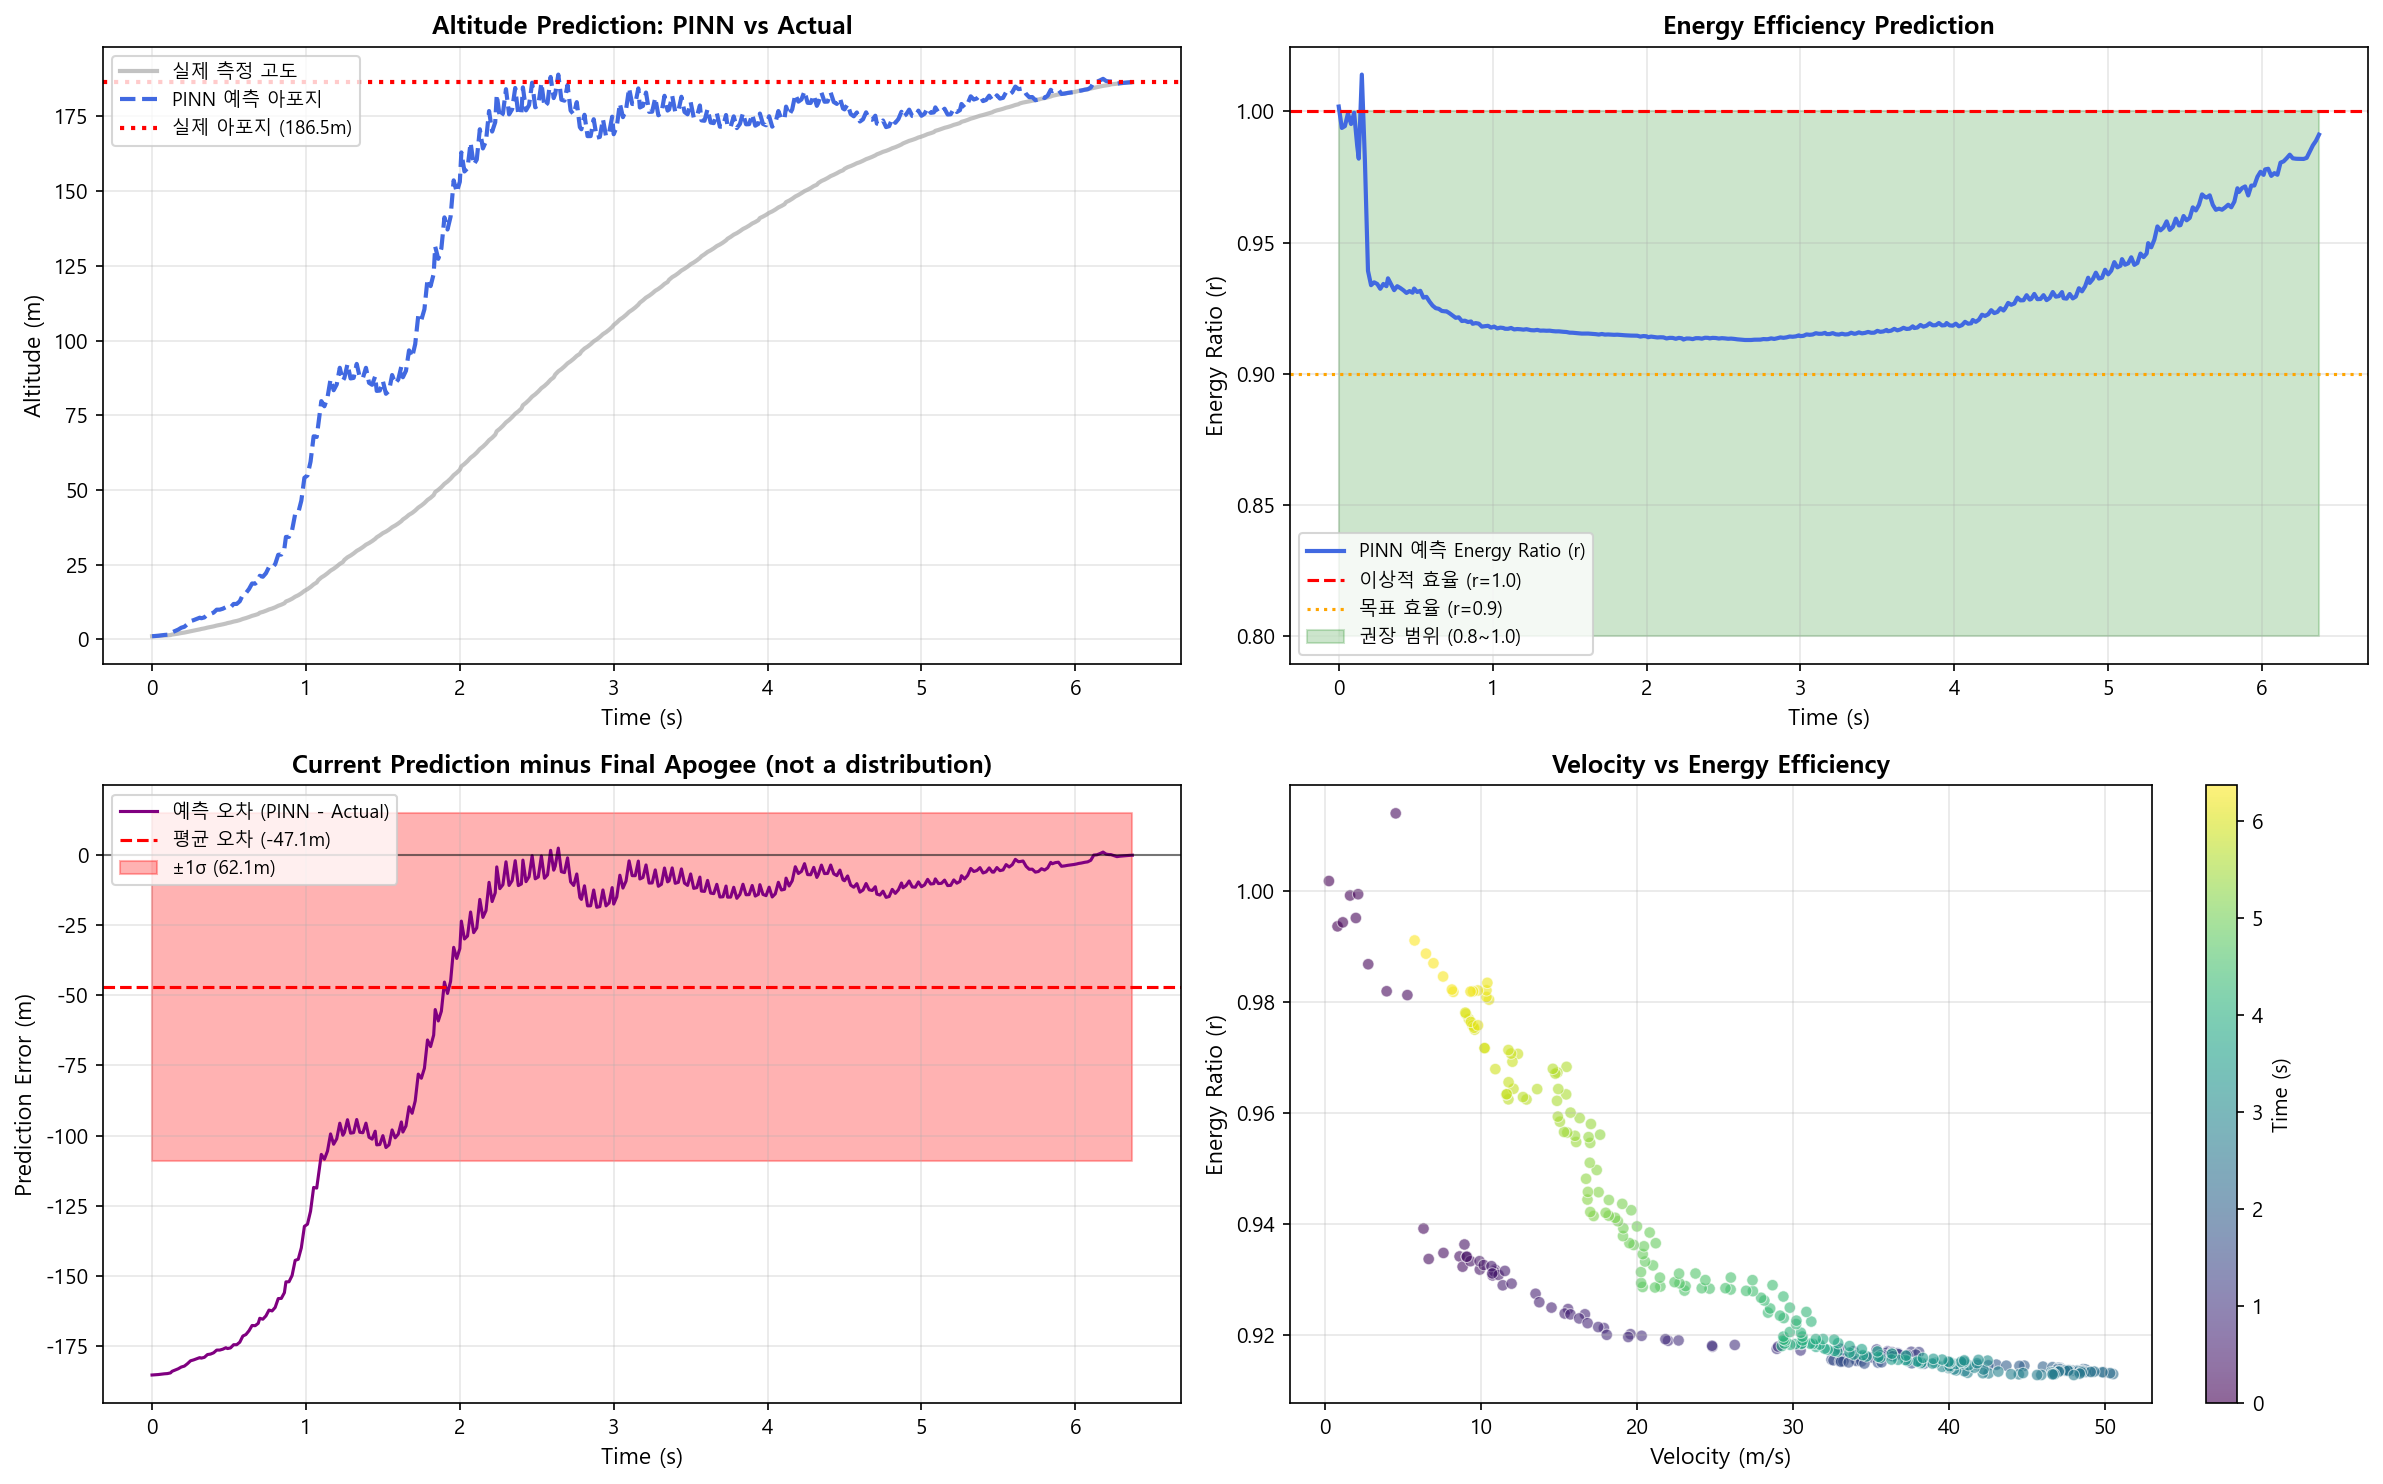 Altitude Prediction: PINN vs Actual
실제 측정 고도
PINN 예측 아포지
실제 아포지 (186.5m)
Altitude (m)
175
150
125
100
75
50
25
0
0 1 2 3 4 5 6
Time (s)
Energy Efficiency Prediction
Energy Ratio (r)
1.00
0.95
0.90
0.85
0.80
PINN 예측 Energy Ratio (r)
이상적 효율 (r=1.0)
목표 효율 (r=0.9)
권장 범위 (0.8~1.0)
0 1 2 3 4 5 6
Time (s)
Current Prediction minus Final Apogee (not a distribution)
예측 오차 (PINN - Actual)
평균 오차 (-47.1m)
±1σ (62.1m)
Prediction Error (m)
0
-25
-50
-75
-100
-125
-150
-175
0 1 2 3 4 5 6
Time (s)
Velocity vs Energy Efficiency
Energy Ratio (r)
1.00
0.98
0.96
0.94
0.92
0 10 20 30 40 50
Velocity (m/s)
6
5
4
3
2
1
0
Time (s)